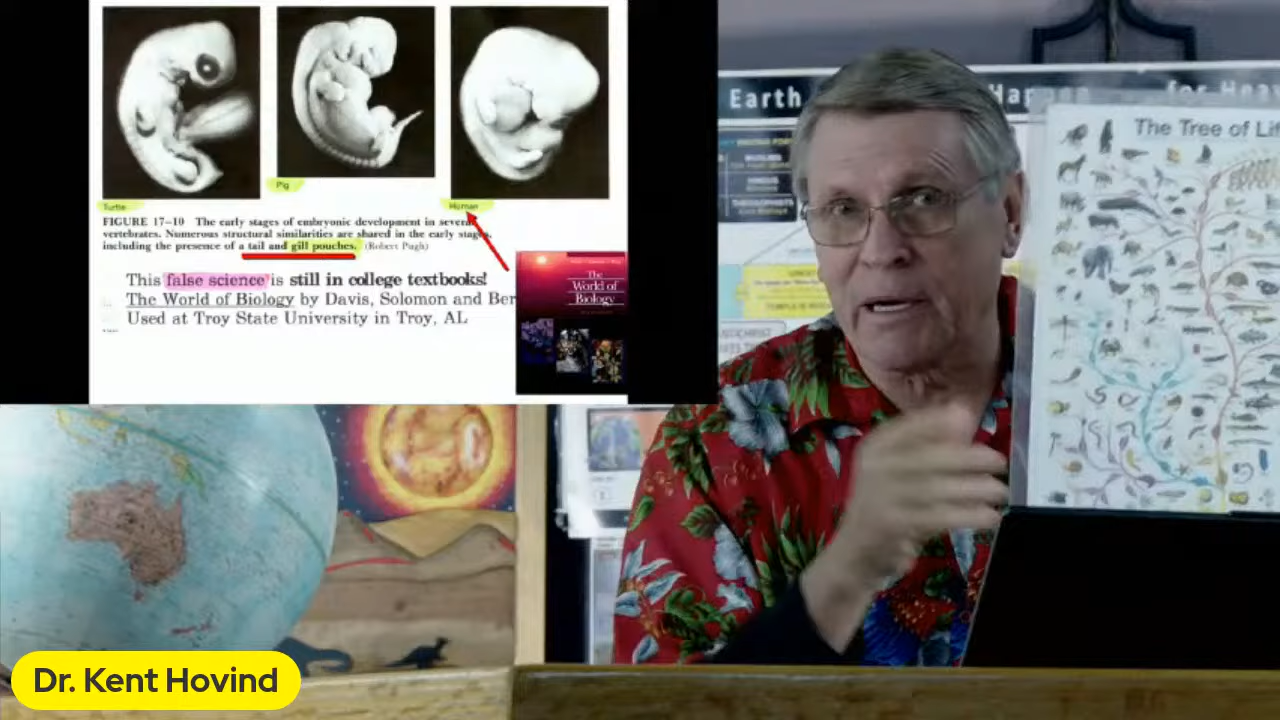 Turtle
Pig
Human
FIGURE 17–10 The early stages of embryonic development in several
vertebrates. Numerous structural similarities are shared in the early stages,
including the presence of a tail and gill pouches. (Robert Pugh)
This false science is still in college textbooks!
The World of Biology by Davis, Solomon and Ber
Used at Troy State University in Troy, AL
The
World of
Biology
Earth
for Heav
The Tree of Lif
Dr. Kent Hovind